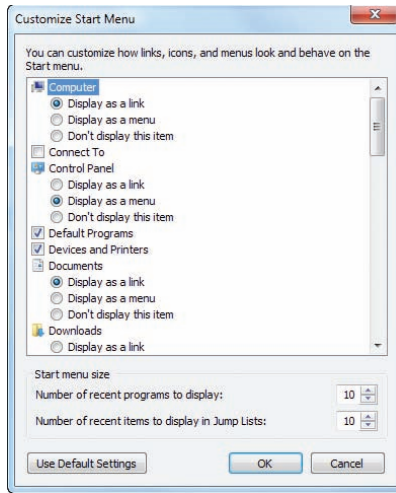 Customize Start Menu
You can customize how links, icons, and menus look and behave on the
Start menu.
Computer
Display as a link
Display as a menu
Don't display this item
Connect To
Control Panel
Display as a link
Display as a menu
Don't display this item
Default Programs
Devices and Printers
Documents
Display as a link
Display as a menu
Don't display this item
Downloads
Display as a link
Start menu size
Number of recent programs to display: 10
Number of recent items to display in Jump Lists: 10
Use Default Settings OK Cancel